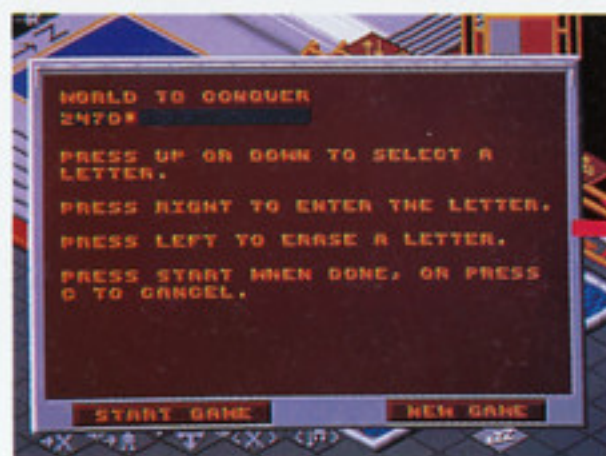 WORLD TO CONQUER
2470*
PRESS UP OR DOWN TO SELECT A
LETTER.
PRESS RIGHT TO ENTER THE LETTER.
PRESS LEFT TO ERASE A LETTER.
PRESS START WHEN DONE, OR PRESS
C TO CANCEL.
START GAME
NEW GAME